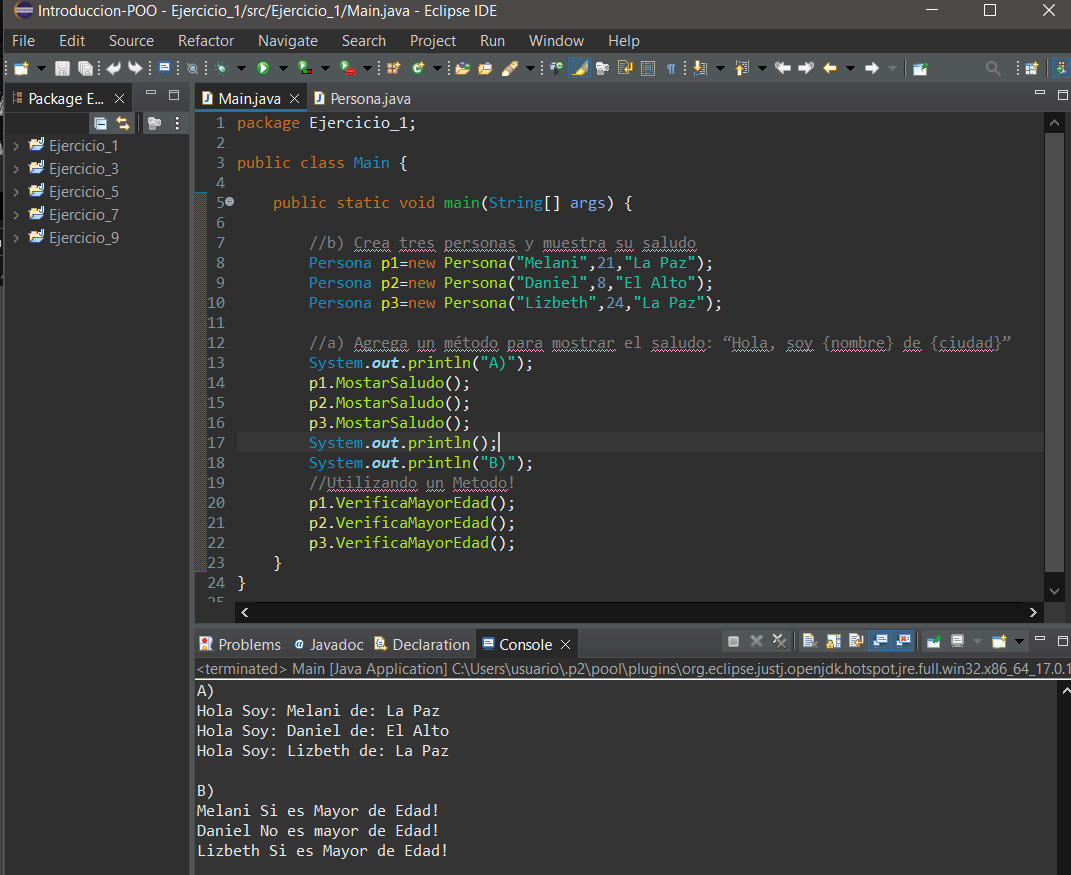 Introduccion-POO - Ejercicio_1/src/Ejercicio_1/Main.java - Eclipse IDE
File Edit Source Refactor Navigate Search Project Run Window Help
Package E...
Main.java Persona.java
Ejercicio_1
Ejercicio_3
Ejercicio_5
Ejercicio_7
Ejercicio_9
1 package Ejercicio_1;
2
3 public class Main {
4
5 public static void main(String[] args) {
6
7 //b) Crea tres personas y muestra su saludo
8 Persona p1=new Persona("Melani",21,"La Paz");
9 Persona p2=new Persona("Daniel",8,"El Alto");
10 Persona p3=new Persona("Lizbeth",24,"La Paz");
11
12 //a) Agrega un método para mostrar el saludo: “Hola, soy {nombre} de {ciudad}”
13 System.out.println("A)");
14 p1.MostarSaludo();
15 p2.MostarSaludo();
16 p3.MostarSaludo();
17 System.out.println();
18 System.out.println("B)");
19 //Utilizando un Metodo!
20 p1.VerificaMayorEdad();
21 p2.VerificaMayorEdad();
22 p3.VerificaMayorEdad();
23 }
24 }
25
Problems Javadoc Declaration Console
<terminated> Main [Java Application] C:\Users\usuario\.p2\pool\plugins\org.eclipse.justj.openjdk.hotspot.jre.full.win32.x86_64_17.0.1
A)
Hola Soy: Melani de: La Paz
Hola Soy: Daniel de: El Alto
Hola Soy: Lizbeth de: La Paz
B)
Melani Si es Mayor de Edad!
Daniel No es mayor de Edad!
Lizbeth Si es Mayor de Edad!